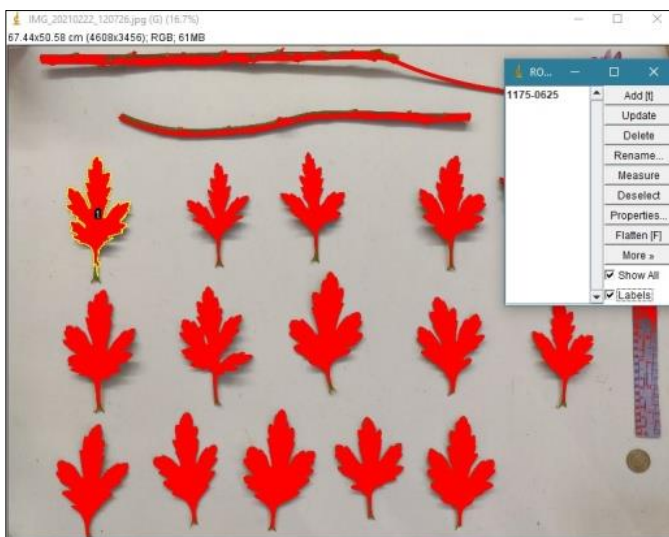 IMG_20210222_120726.jpg (G) (16.7%)
67.44x50.58 cm (4608x3456); RGB; 61MB
RO...
1175-0625
Add [t]
Update
Delete
Rename...
Measure
Deselect
Properties...
Flatten [F]
More »
Show All
Labels
1